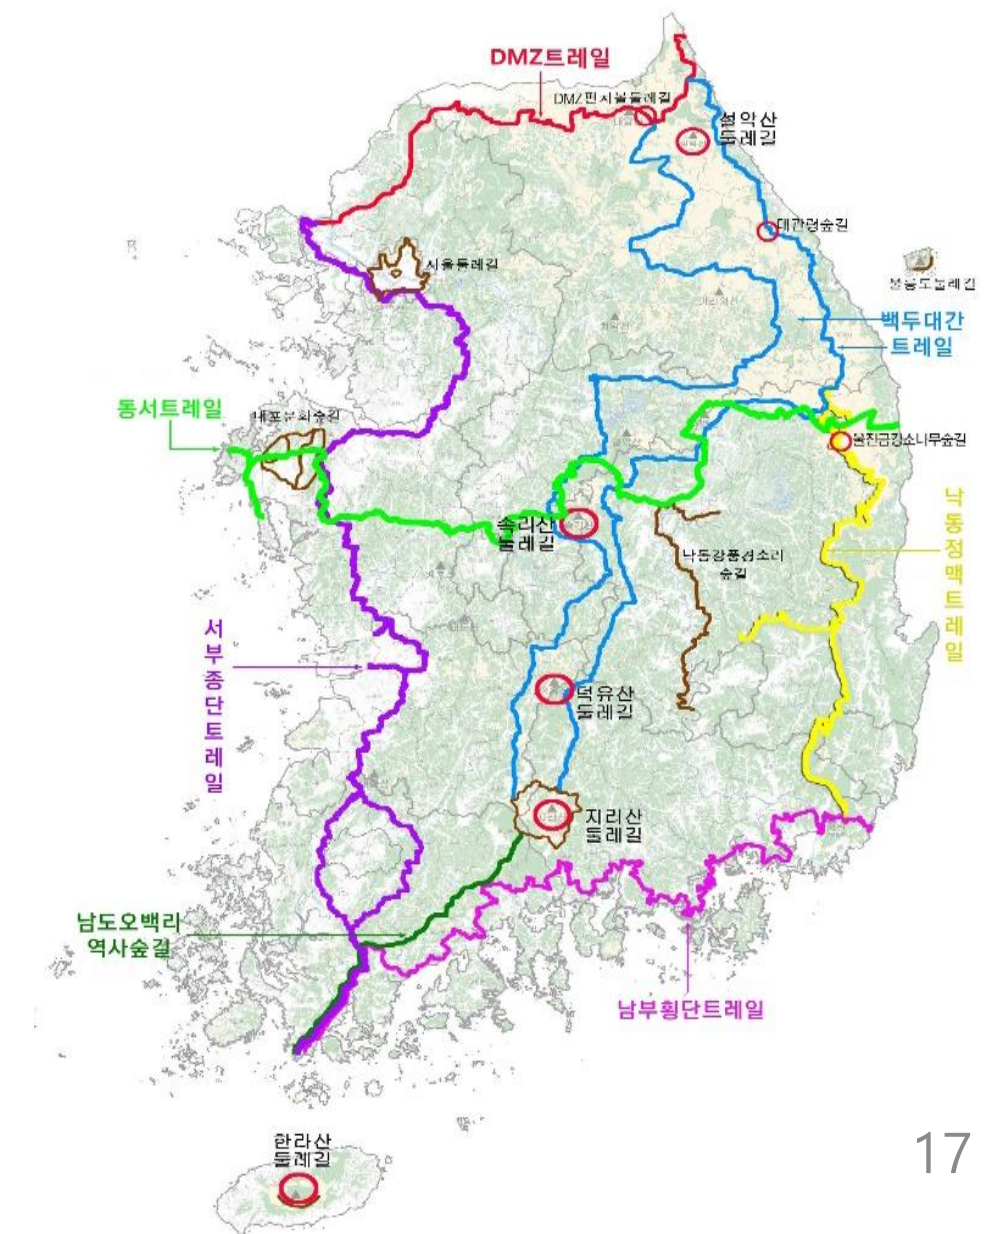 DMZ트레일
DMZ펀치볼둘레길
설악산
둘레길
대관령숲길
서울둘레길
울릉도둘레길
백두대간
트레일
동서트레일
내포문화숲길
울진금강소나무숲길
속리산
둘레길
낙동강풍경소리
숲길
낙동정맥트레일
서부종단트레일
덕유산
둘레길
지리산
둘레길
남도오백리
역사숲길
남부횡단트레일
한라산
둘레길
17